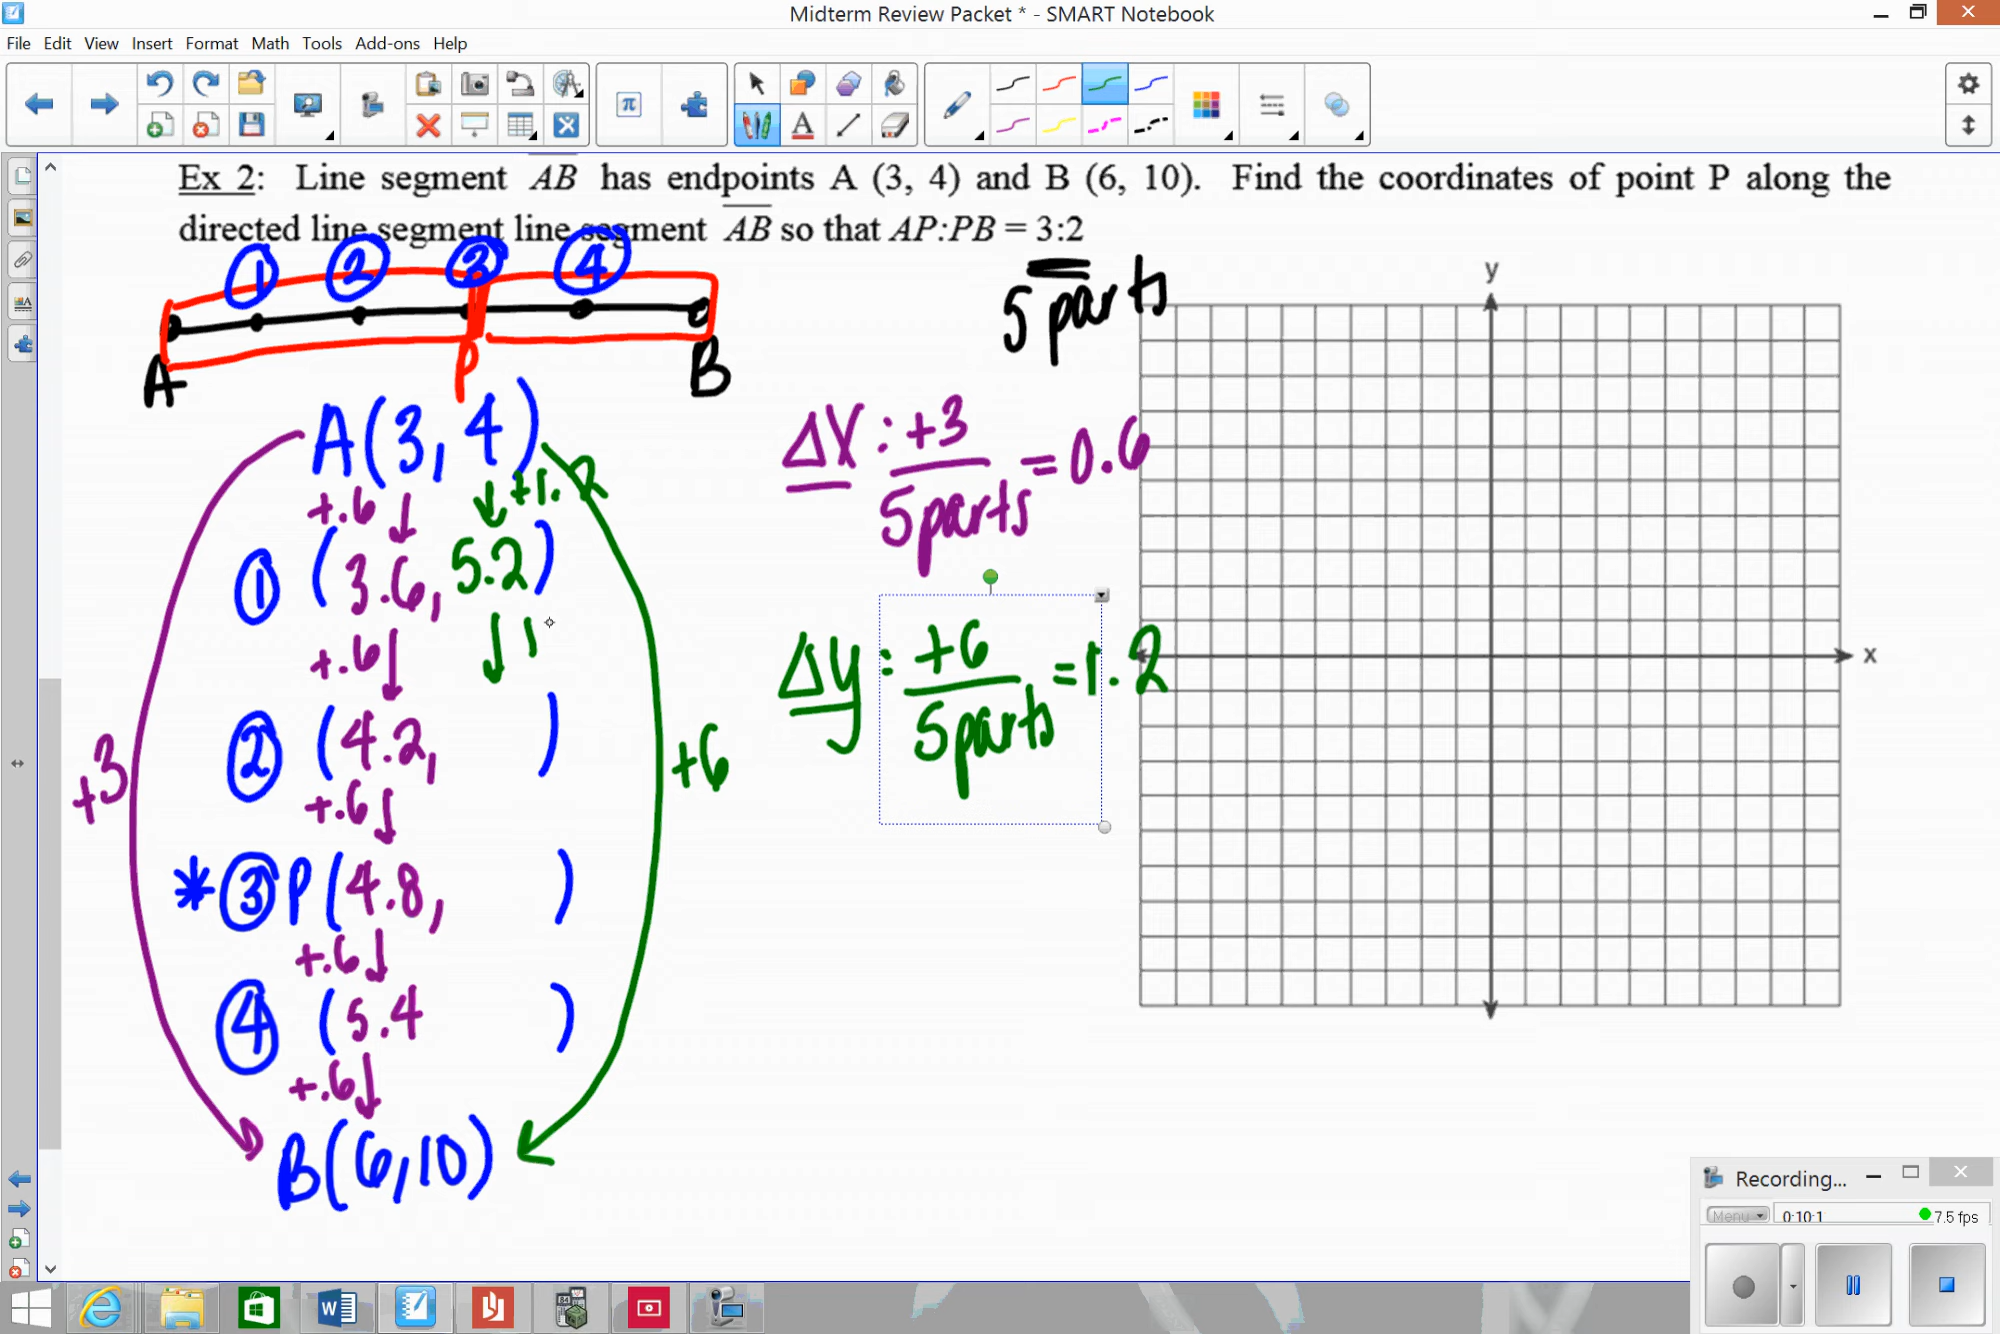 Midterm Review Packet * - SMART Notebook
File Edit View Insert Format Math Tools Add-ons Help
Ex 2: Line segment AB has endpoints A (3, 4) and B (6, 10). Find the coordinates of point P along the
directed line segment line segment AB so that AP:PB = 3:2
① ② ③ ④
5 parts
A P B
y
x
A(3, 4)
+.6 +1.2
① (3.6, 5.2)
+.6 1
② (4.2, )
+.6
* ③ P(4.8, )
+.6
④ (5.4 )
+.6
B(6,10)
+3
+6
ΔX: +3
5 parts
= 0.6
Δy: +6
5 parts
= 1.2
Recording...
Menu 0:10:1 7.5 fps